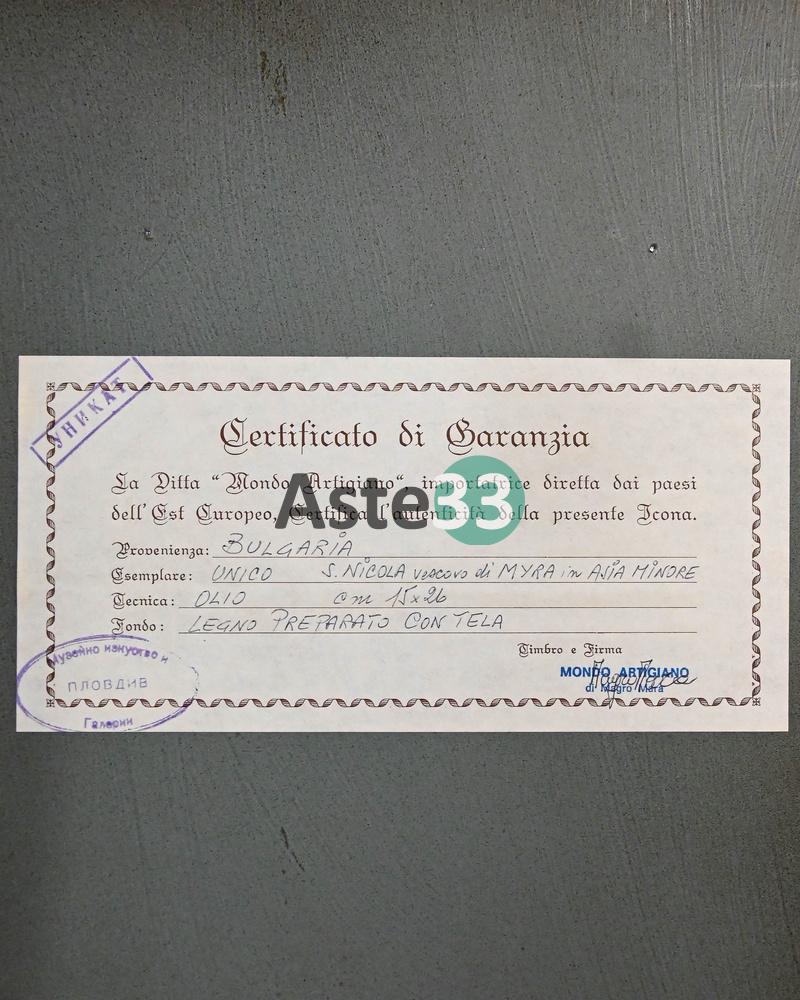 УНИКАТ
Certificato di Garanzia
La Ditta "Mondo Artigiano", importatrice diretta dai paesi
dell'Est Europeo, Certifica l'autenticità della presente Icona.
Aste33
Provenienza: BULGARIA
Esemplare: UNICO S. NICOLA vescovo di MYRA in ASIA MINORE
Tecnica: OLIO cm 15x26
Fondo: LEGNO PREPARATO CON TELA
Timbro e Firma
MONDO ARTIGIANO
di Magro Mara
Музейно изкуство и
ПЛОВДИВ
Галерии